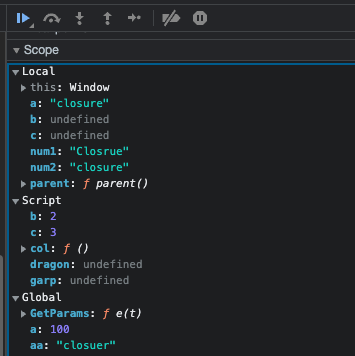 Scope
Local
this: Window
a: "closure"
b: undefined
c: undefined
num1: "Closrue"
num2: "closure"
parent: ƒ parent()
Script
b: 2
c: 3
col: ƒ ()
dragon: undefined
garp: undefined
Global
GetParams: ƒ e(t)
a: 100
aa: "closuer"